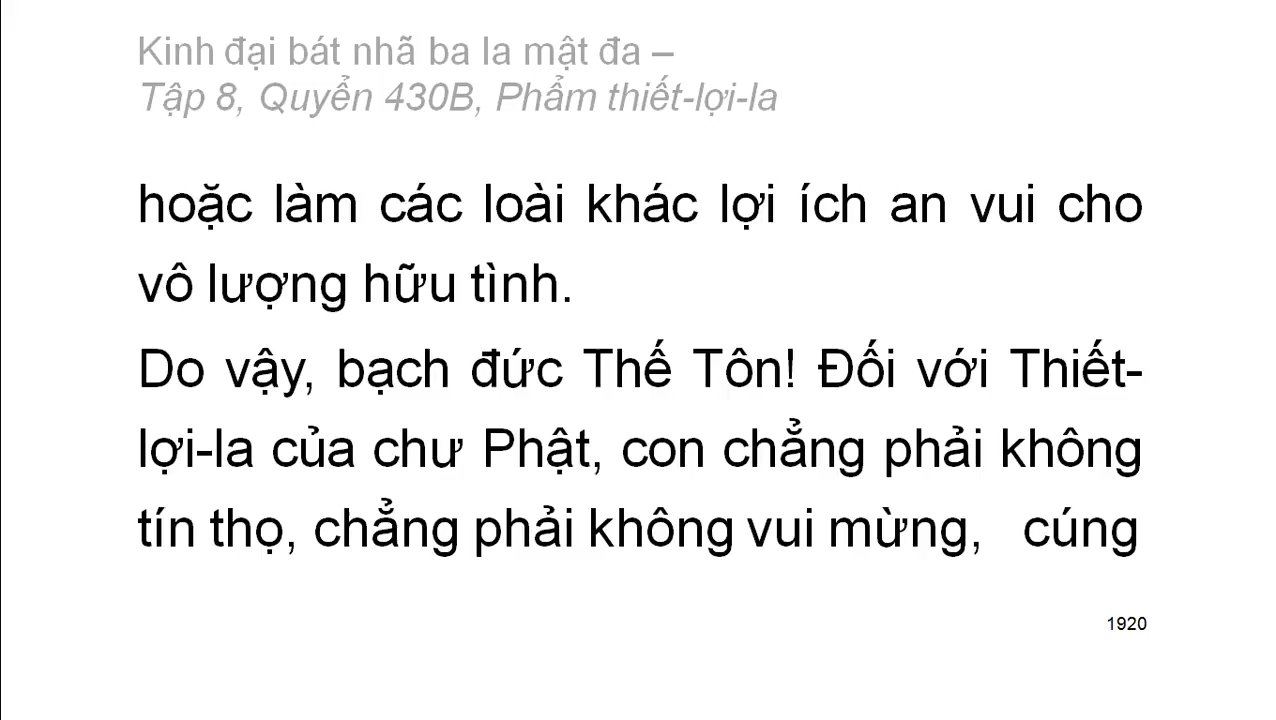 Kinh đại bát nhã ba la mật đa –
Tập 8, Quyển 430B, Phẩm thiết-lợi-la
hoặc làm các loài khác lợi ích an vui cho
vô lượng hữu tình.
Do vậy, bạch đức Thế Tôn! Đối với Thiết-
lợi-la của chư Phật, con chẳng phải không
tín thọ, chẳng phải không vui mừng, cúng
1920